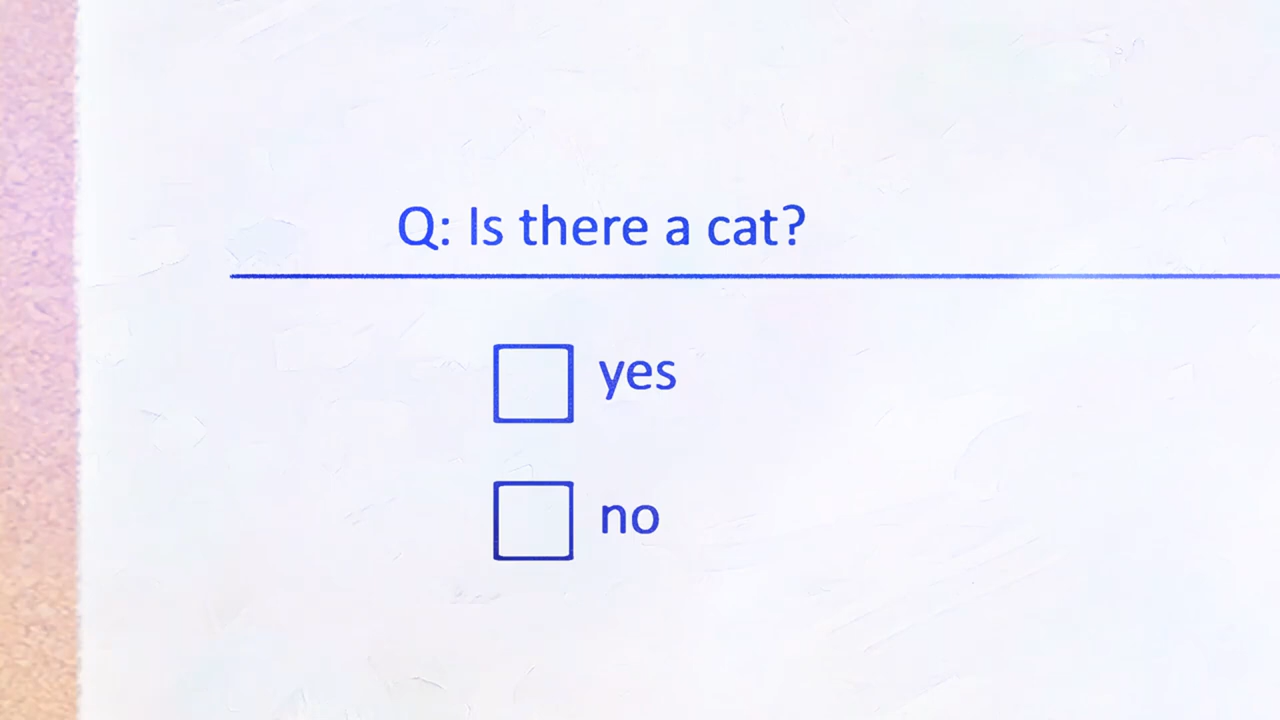 Q: Is there a cat?
yes
no